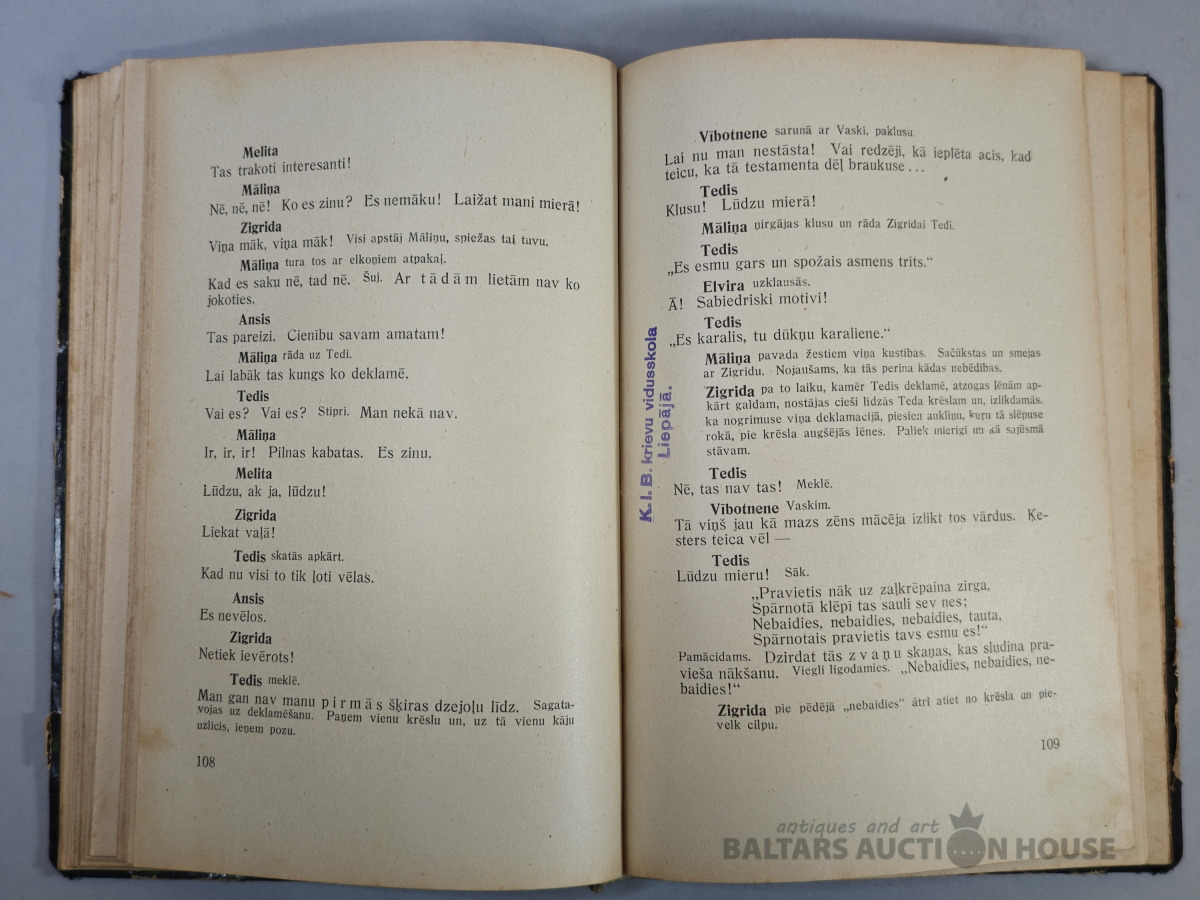 Melita
Tas trakoti interesanti!
Māliņa
Nē, nē, nē! Ko es zinu? Es nemāku! Laižat mani mierā!
Zigrida
Viņa māk, viņa māk! Visi apstāj Māliņu, spiežas tai tuvu.
Māliņa tura tos ar elkoņiem atpakaļ.
Kad es saku nē, tad nē. Šuj. Ar tādām lietām nav ko
jokoties.
Ansis
Tas pareizi. Cienību savam amatam!
Māliņa rāda uz Tedi.
Lai labāk tas kungs ko deklamē.
Tedis
Vai es? Vai es? Stipri. Man nekā nav.
Māliņa
Ir, ir, ir! Pilnas kabatas. Es zinu.
Melita
Lūdzu, ak ja, lūdzu!
Zigrida
Liekat vaļā!
Tedis skatās apkārt.
Kad nu visi to tik ļoti vēlas.
Ansis
Es nevēlos.
Zigrida
Netiek ievērots!
Tedis meklē.
Man gan nav manu pirmās šķiras dzejoļu līdz. Sagata-
vojas uz deklamēšanu. Paņem vienu krēslu un, uz tā vienu kāju
uzlicis, ieņem pozu.
108
Vībotnene sarunā ar Vaski, paklusu.
Lai nu man nestāsta! Vai redzēji, kā ieplēta acis, kad
teicu, ka tā testamenta dēļ braukuse...
Tedis
Klusu! Lūdzu mierā!
Māliņa ņirgājas klusu un rāda Zigridai Tedi.
Tedis
„Es esmu gars un spožais asmens trīts.“
Elvira uzklausās.
Ā! Sabiedriski motivi!
Tedis
„Es karalis, tu dūkņu karaliene.“
Māliņa pavada žestiem viņa kustības. Sačūkstas un smejas
ar Zigridu. Nojaušams, ka tās perina kādas nebēdības.
Zigrida pa to laiku, kamēr Tedis deklamē, atzogas lēnām ap-
kārt galdam, nostājas cieši līdzās Teda krēslam un, izlikdamās,
ka nogrimuse viņa deklamacijā, piesien aukliņu, kuŗu tā slēpuse
rokā, pie krēsla augšējās lēnes. Paliek mierīgi un kā sajūsmā
stāvam.
Tedis
Nē, tas nav tas! Meklē.
Vībotnene Vaskim.
Tā viņš jau kā mazs zēns mācēja izlikt tos vārdus. Ķe-
sters teica vēl —
Tedis
Lūdzu mieru! Sāk.
„Pravietis nāk uz zaļkrēpaina zirga,
Spārnotā klēpī tas sauli sev nes;
Nebaidies, nebaidies, nebaidies, tauta,
Spārnotais pravietis tavs esmu es!“
Pamācīdams. Dzirdat tās zvaņu skaņas, kas sludina pra-
vieša nākšanu. Viegli līgodamies. „Nebaidies, nebaidies, ne-
baidies!“
Zigrida pie pēdējā „nebaidies“ ātri atiet no krēsla un pie-
velk cilpu.
109
K. I. B. krievu vidusskola
Liepājā.
antiques and art
BALTARS AUCTION HOUSE